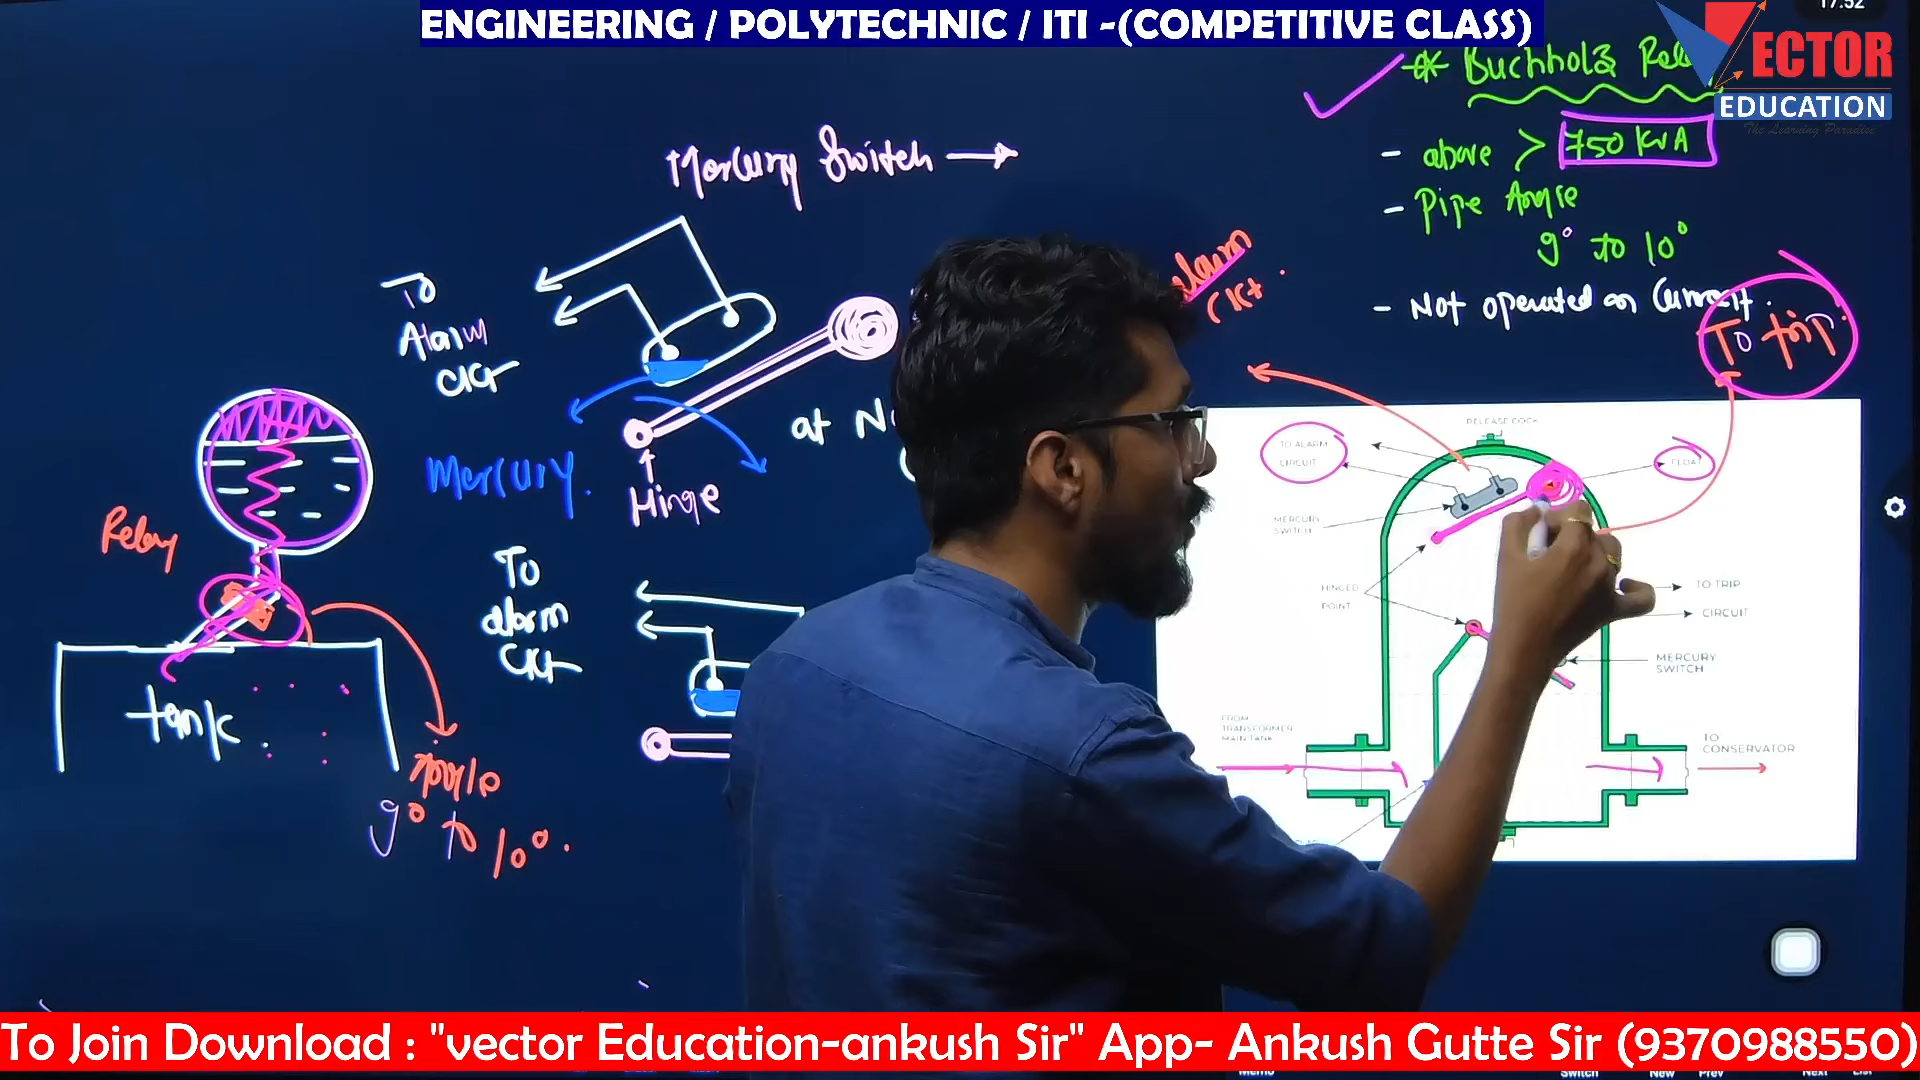 ENGINEERING / POLYTECHNIC / ITI -(COMPETITIVE CLASS)
17:52
VECTOR
EDUCATION
The Learning Paradise
* Buchholz Relay
- above > 750 KVA
- Pipe Angle
9° to 10°
- Not operated on Current.
Mercury Switch
To
Alarm
Ckt
Mercury.
Hinge
at
alarm
Ckt.
To trip
Relay
tank
Angle
9° to 10°.
To
alarm
Ckt
RELEASE COCK
TO ALARM
CIRCUIT
FLOAT
MERCURY
SWITCH
HINGED
POINT
TO TRIP
CIRCUIT
MERCURY
SWITCH
FROM
TRANSFORMER
MAIN TANK
TO
CONSERVATOR
To Join Download : "vector Education-ankush Sir" App- Ankush Gutte Sir (9370988550)